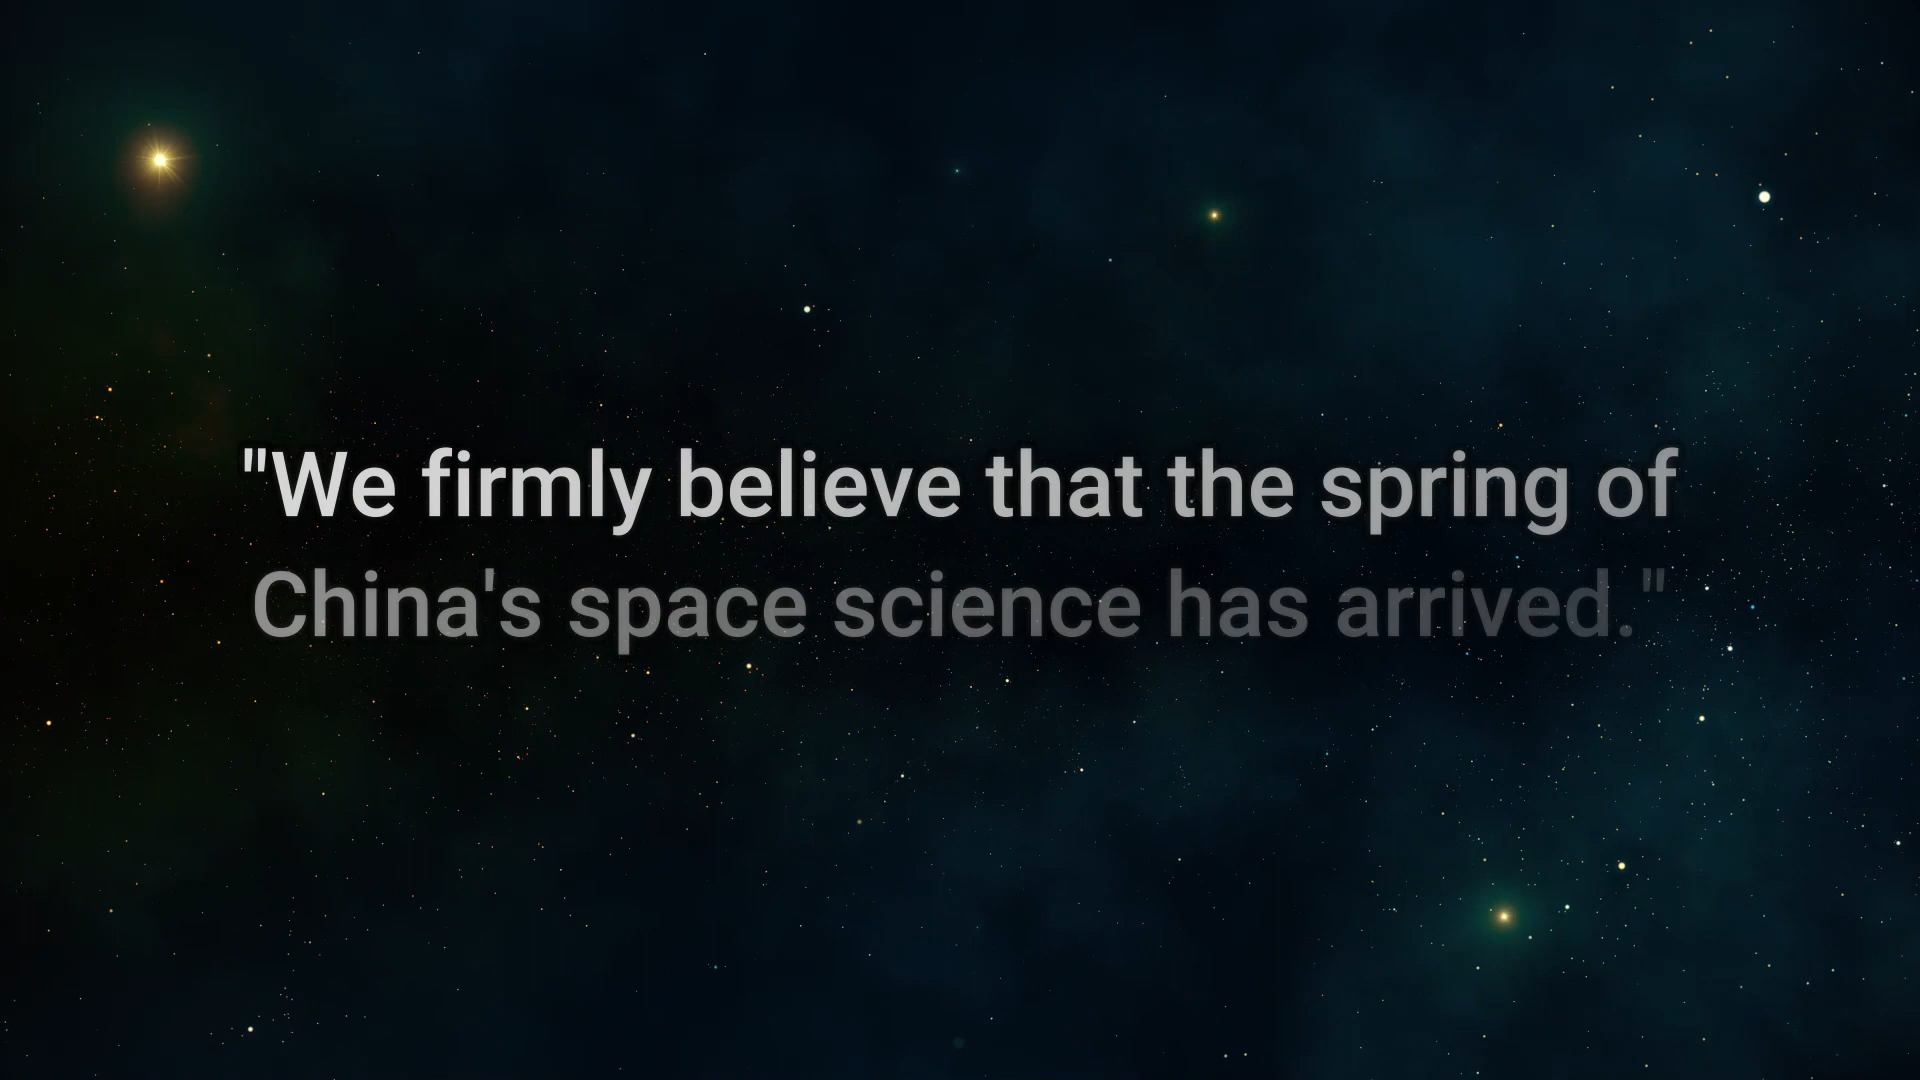 "We firmly believe that the spring of
China's space science has arrived."